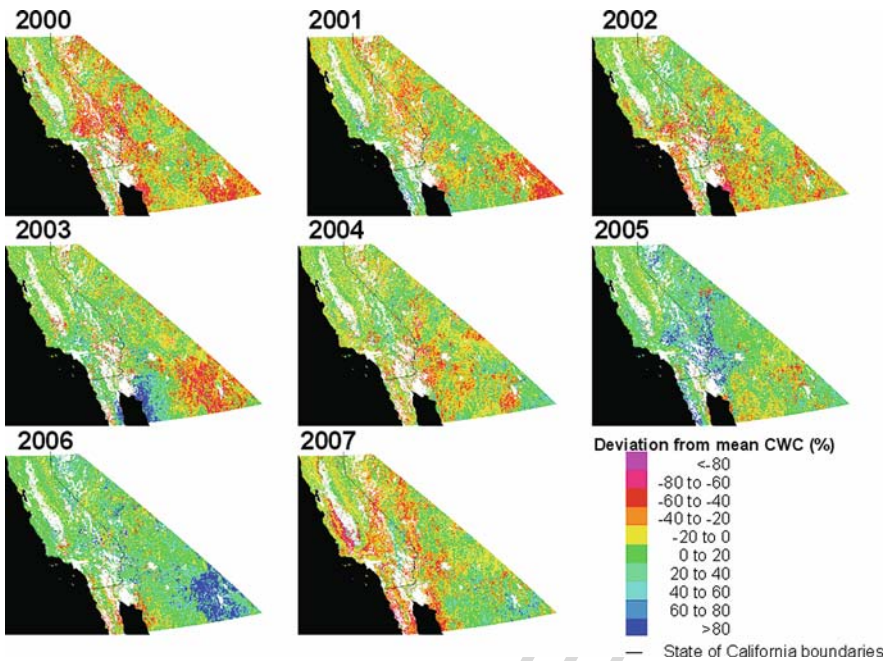 2000
2001
2002
2003
2004
2005
2006
2007
Deviation from mean CWC (%)
<-80
-80 to -60
-60 to -40
-40 to -20
-20 to 0
0 to 20
20 to 40
40 to 60
60 to 80
>80
— State of California boundaries